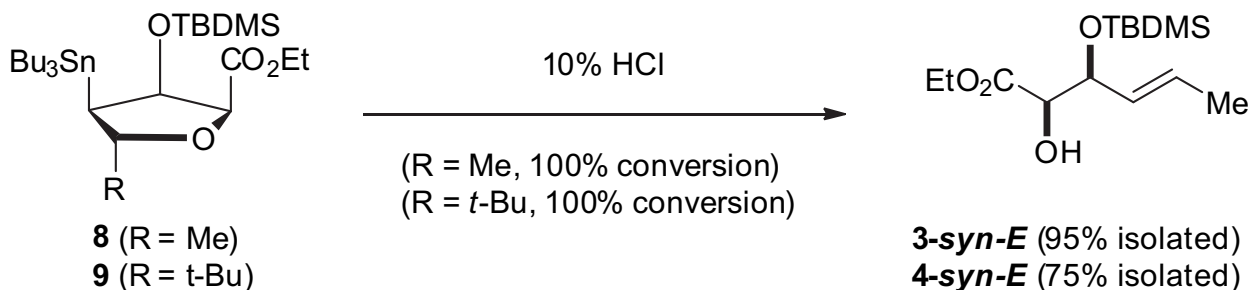 OTBDMS
Bu3Sn
CO2Et
O
R
8 (R = Me)
9 (R = t-Bu)
10% HCl
(R = Me, 100% conversion)
(R = t-Bu, 100% conversion)
OTBDMS
EtO2C
Me
OH
3-syn-E (95% isolated)
4-syn-E (75% isolated)